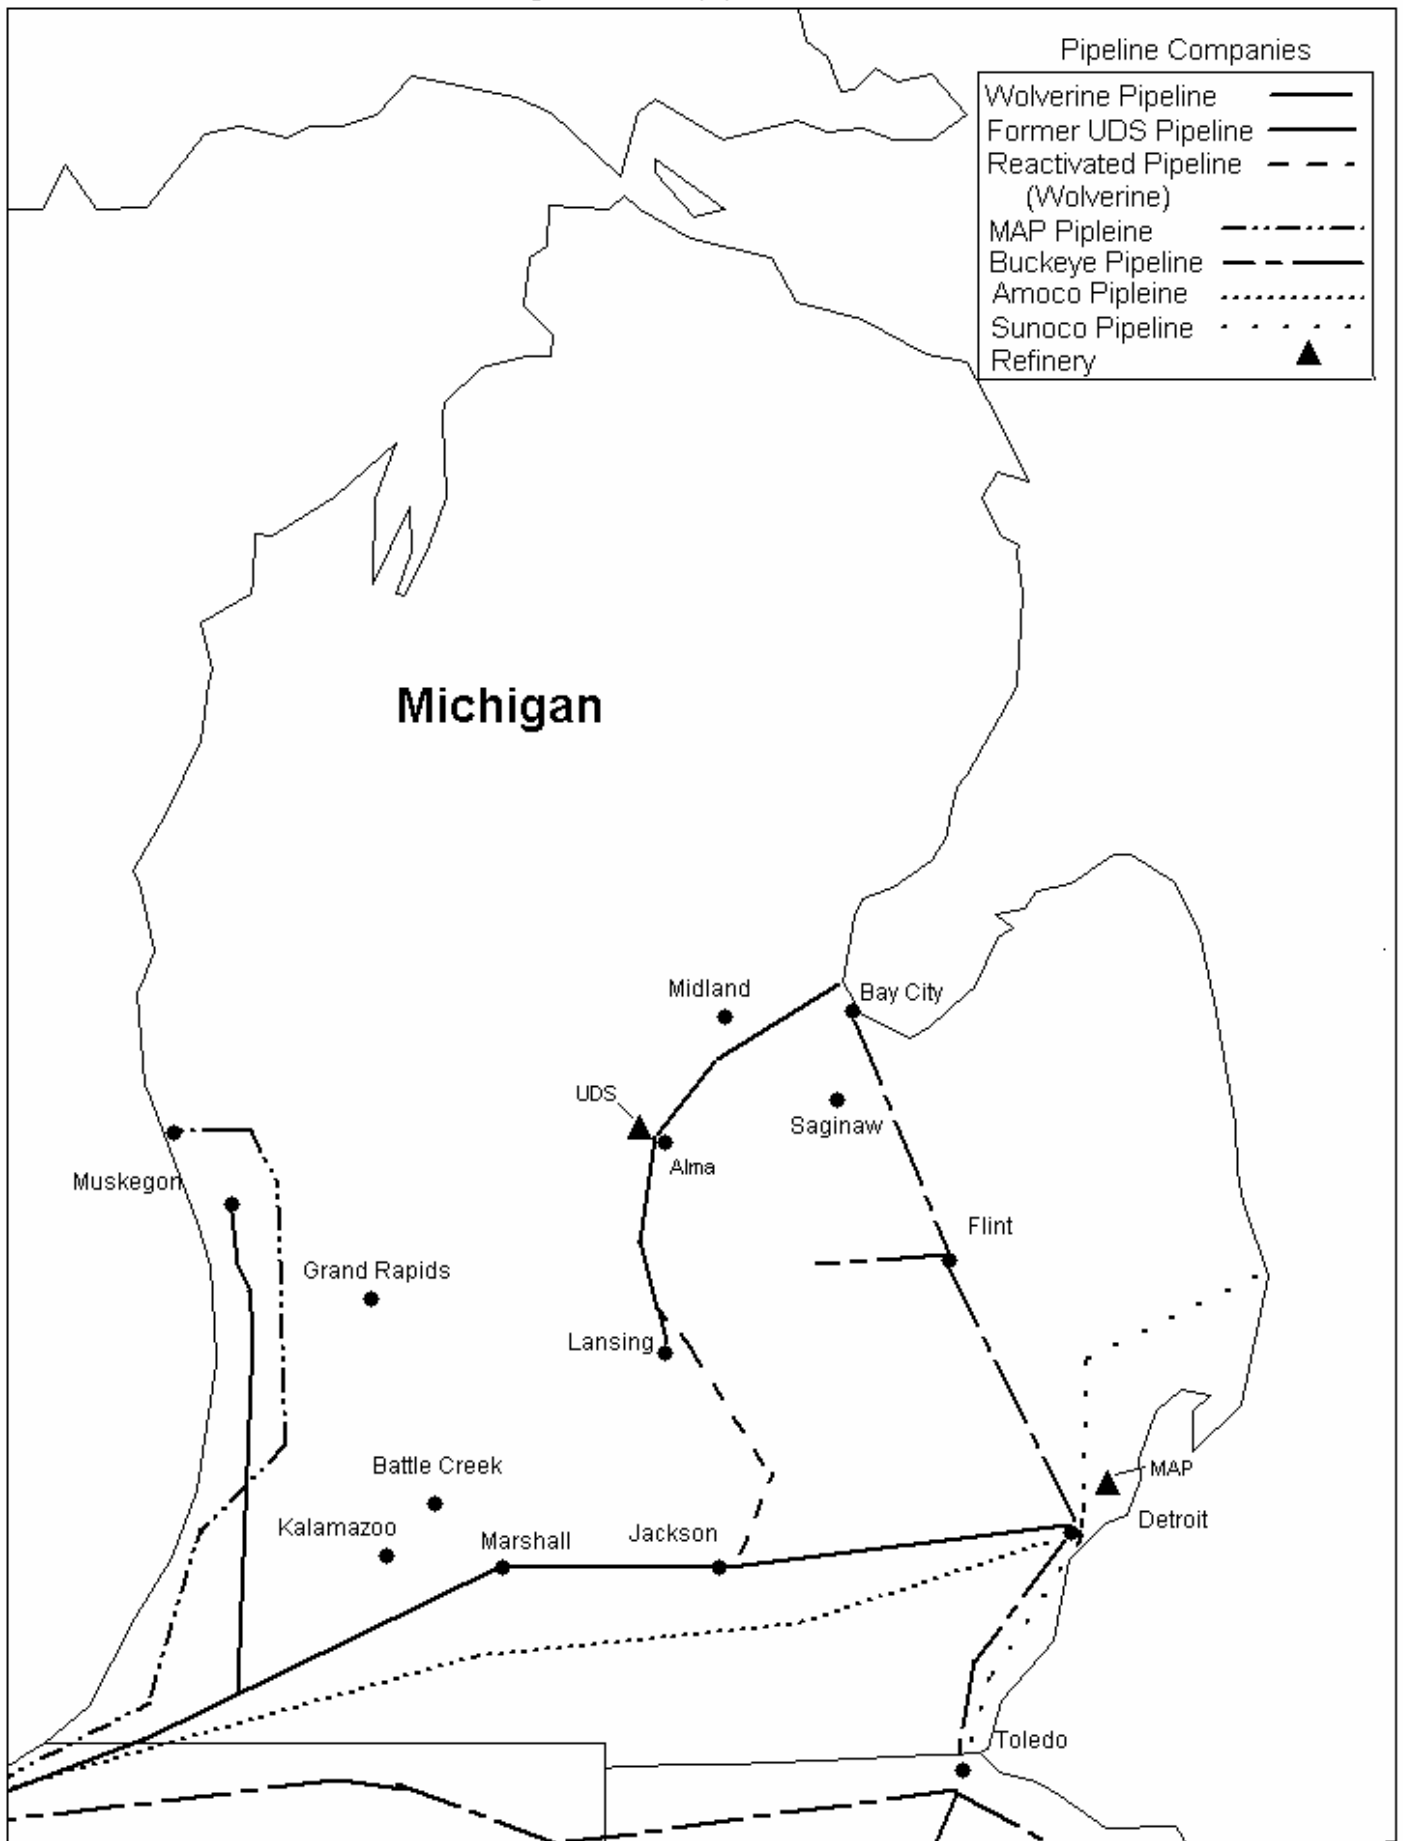 Pipeline Companies
Wolverine Pipeline
Former UDS Pipeline
Reactivated Pipeline
(Wolverine)
MAP Pipleine
Buckeye Pipeline
Amoco Pipleine
Sunoco Pipeline
Refinery
Michigan
Midland
Bay City
UDS
Saginaw
Alma
Muskegon
Flint
Grand Rapids
Lansing
Battle Creek
MAP
Kalamazoo
Marshall
Jackson
Detroit
Toledo